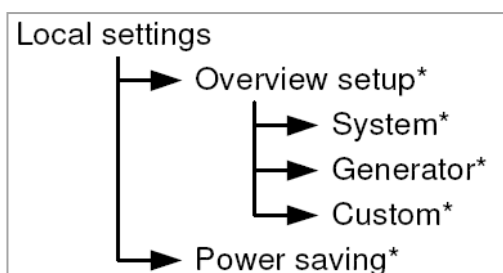 Local settings
Overview setup*
System*
Generator*
Custom*
Power saving*